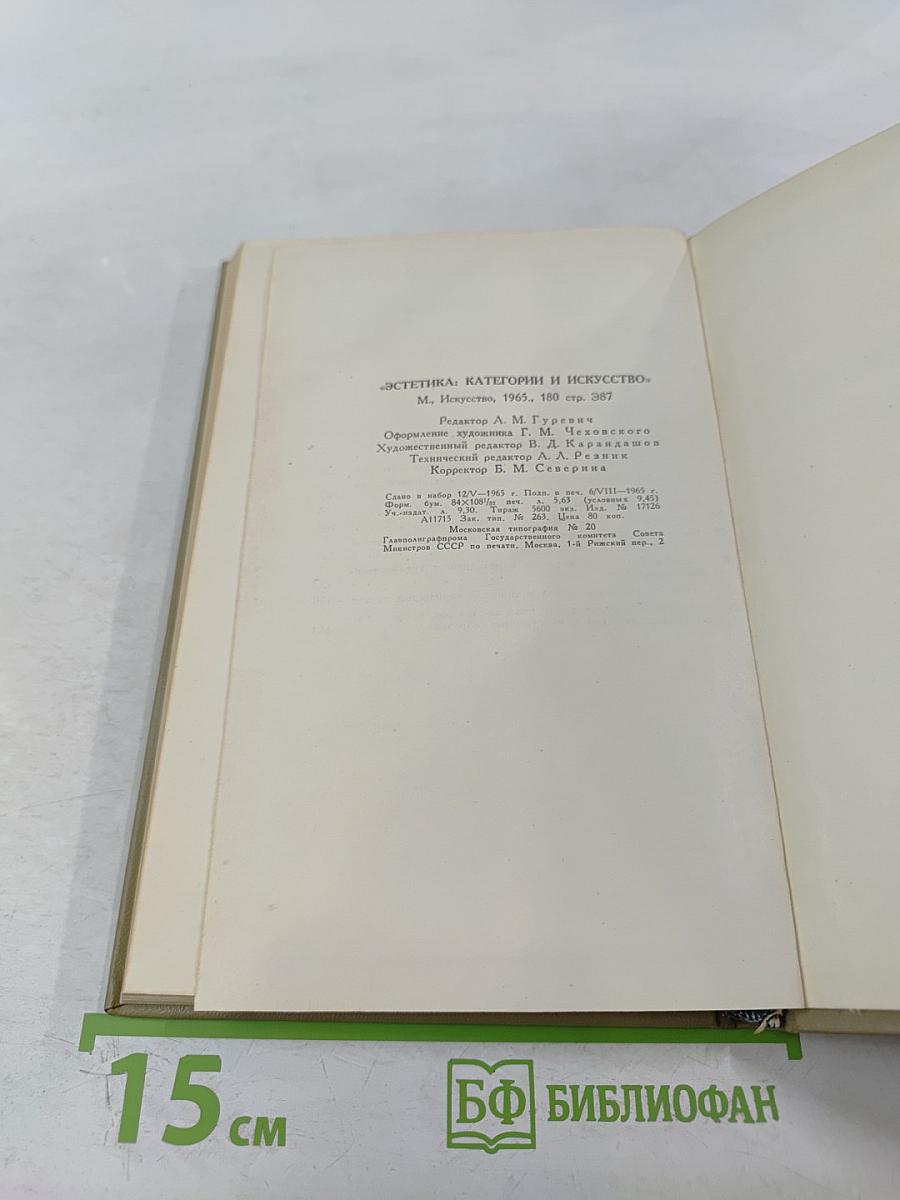 «ЭСТЕТИКА: КАТЕГОРИИ И ИСКУССТВО»
М., Искусство, 1965., 180 стр. Э87
Редактор А. М. Гуревич
Оформление художника Г. М. Чеховского
Художественный редактор В. Д. Карандашов
Технический редактор А. Л. Резник
Корректор Б. М. Северина
Сдано в набор 12/V—1965 г. Подп. в печ. 6/VIII—1965 г.
Форм. бум. 84×108¹/₃₂ печ. л. 5,63 (условных 9,45)
Уч.-издат. л. 9,30. Тираж 5600 экз. Изд. № 17126
А11715 Зак. тип. № 263. Цена 80 коп.
Московская типография № 20
Главполиграфпрома Государственного комитета Совета
Министров СССР по печати, Москва, 1-й Рижский пер., 2
15 см
БФ БИБЛИОФАН